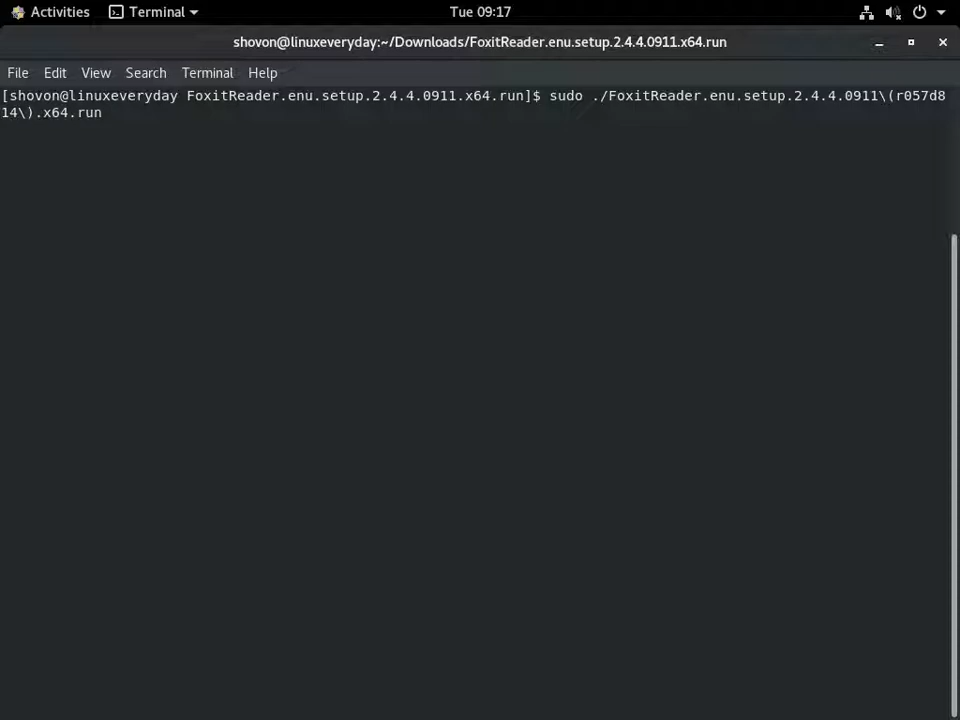 Activities Terminal Tue 09:17
shovon@linuxeveryday:~/Downloads/FoxitReader.enu.setup.2.4.4.0911.x64.run
File Edit View Search Terminal Help
[shovon@linuxeveryday FoxitReader.enu.setup.2.4.4.0911.x64.run]$ sudo ./FoxitReader.enu.setup.2.4.4.0911\(r057d8
14\).x64.run